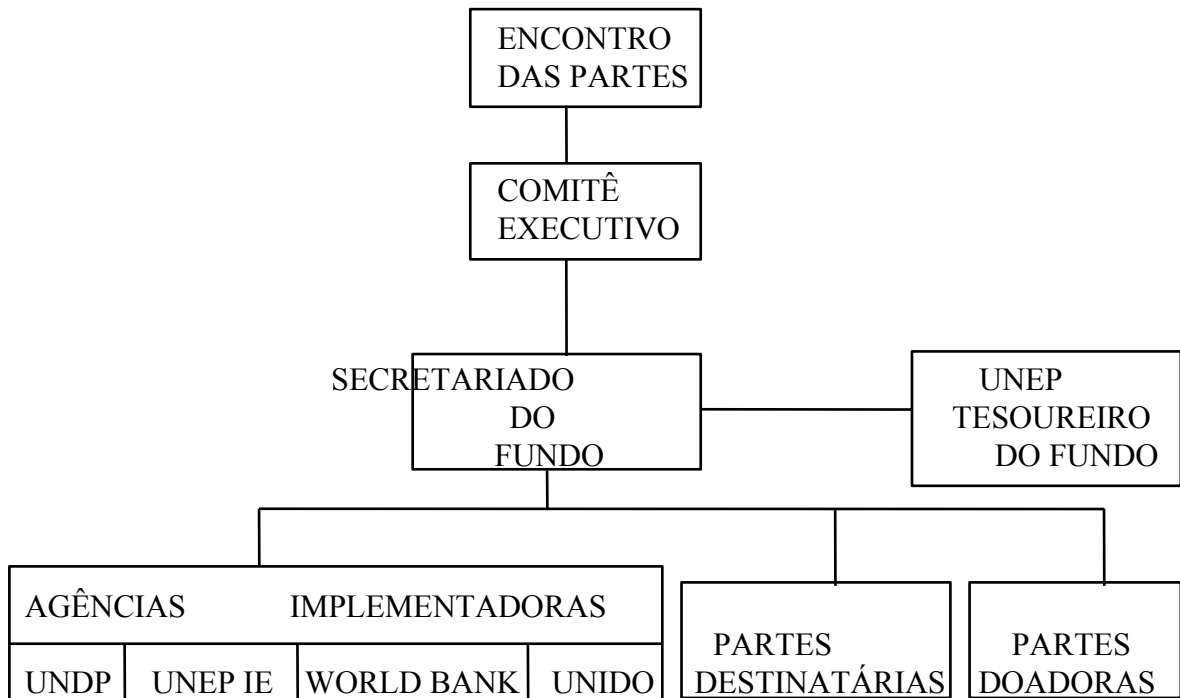 ENCONTRO
DAS PARTES
COMITÊ
EXECUTIVO
SECRETARIADO
DO
FUNDO
UNEP
TESOUREIRO
DO FUNDO
AGÊNCIAS IMPLEMENTADORAS
UNDP UNEP IE WORLD BANK UNIDO
PARTES
DESTINATÁRIAS
PARTES
DOADORAS